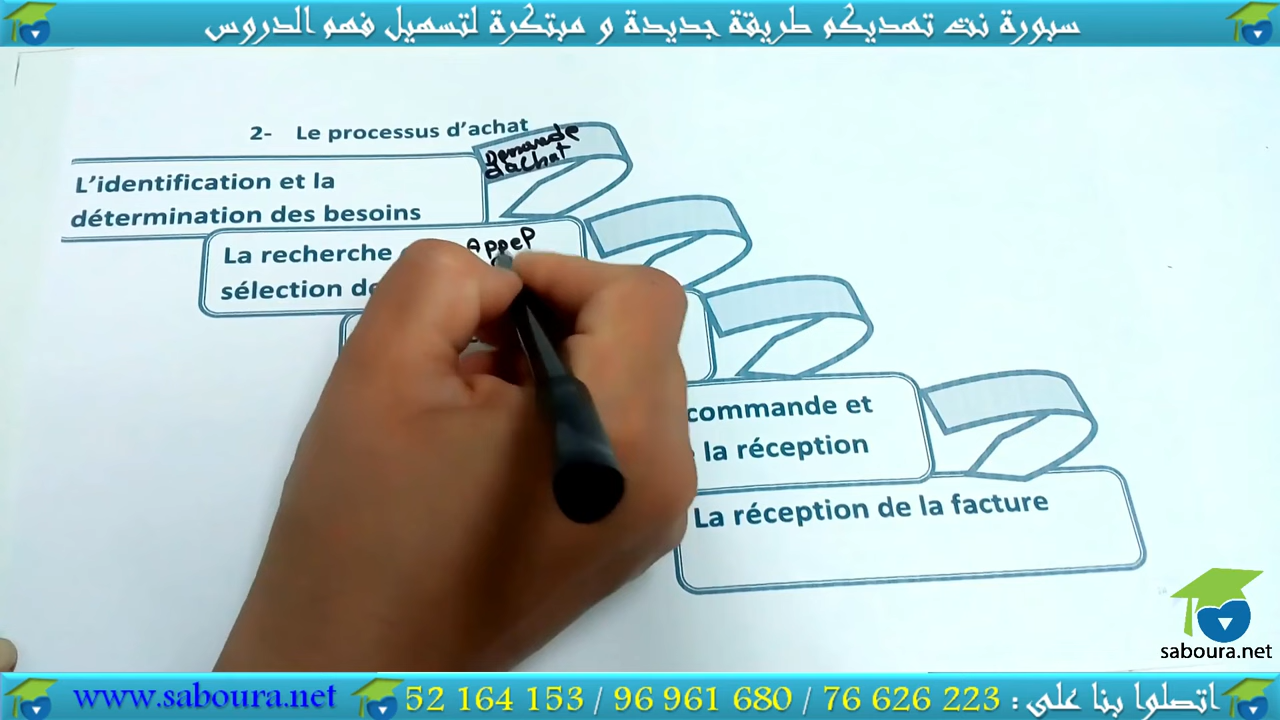 سبورة نت تهديكم طريقة جديدة و مبتكرة لتسهيل فهم الدروس
2- Le processus d'achat
Demande
d'achat
L'identification et la
détermination des besoins
La recherche
Appel
sélection
commande et
la réception
La réception de la facture
saboura.net
www.saboura.net 52 164 153 / 96 961 680 / 76 626 223 : اتصلوا بنا على